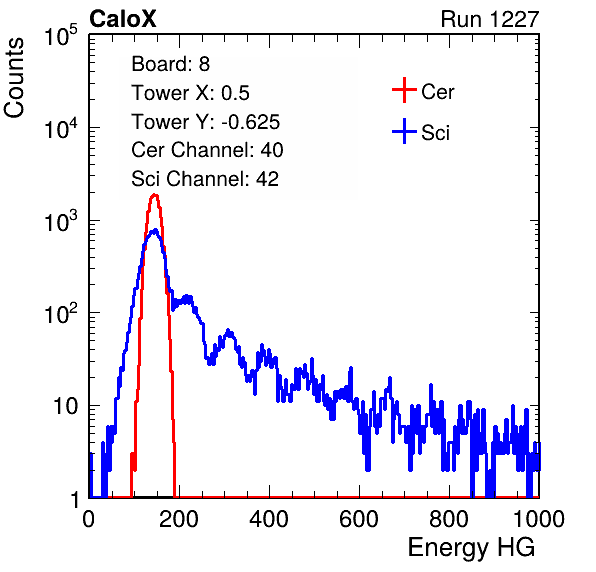 CaloX Run 1227
Counts
10^5
10^4
10^3
10^2
10
1
Board: 8
Tower X: 0.5
Tower Y: -0.625
Cer Channel: 40
Sci Channel: 42
Cer
Sci
0 200 400 600 800 1000
Energy HG